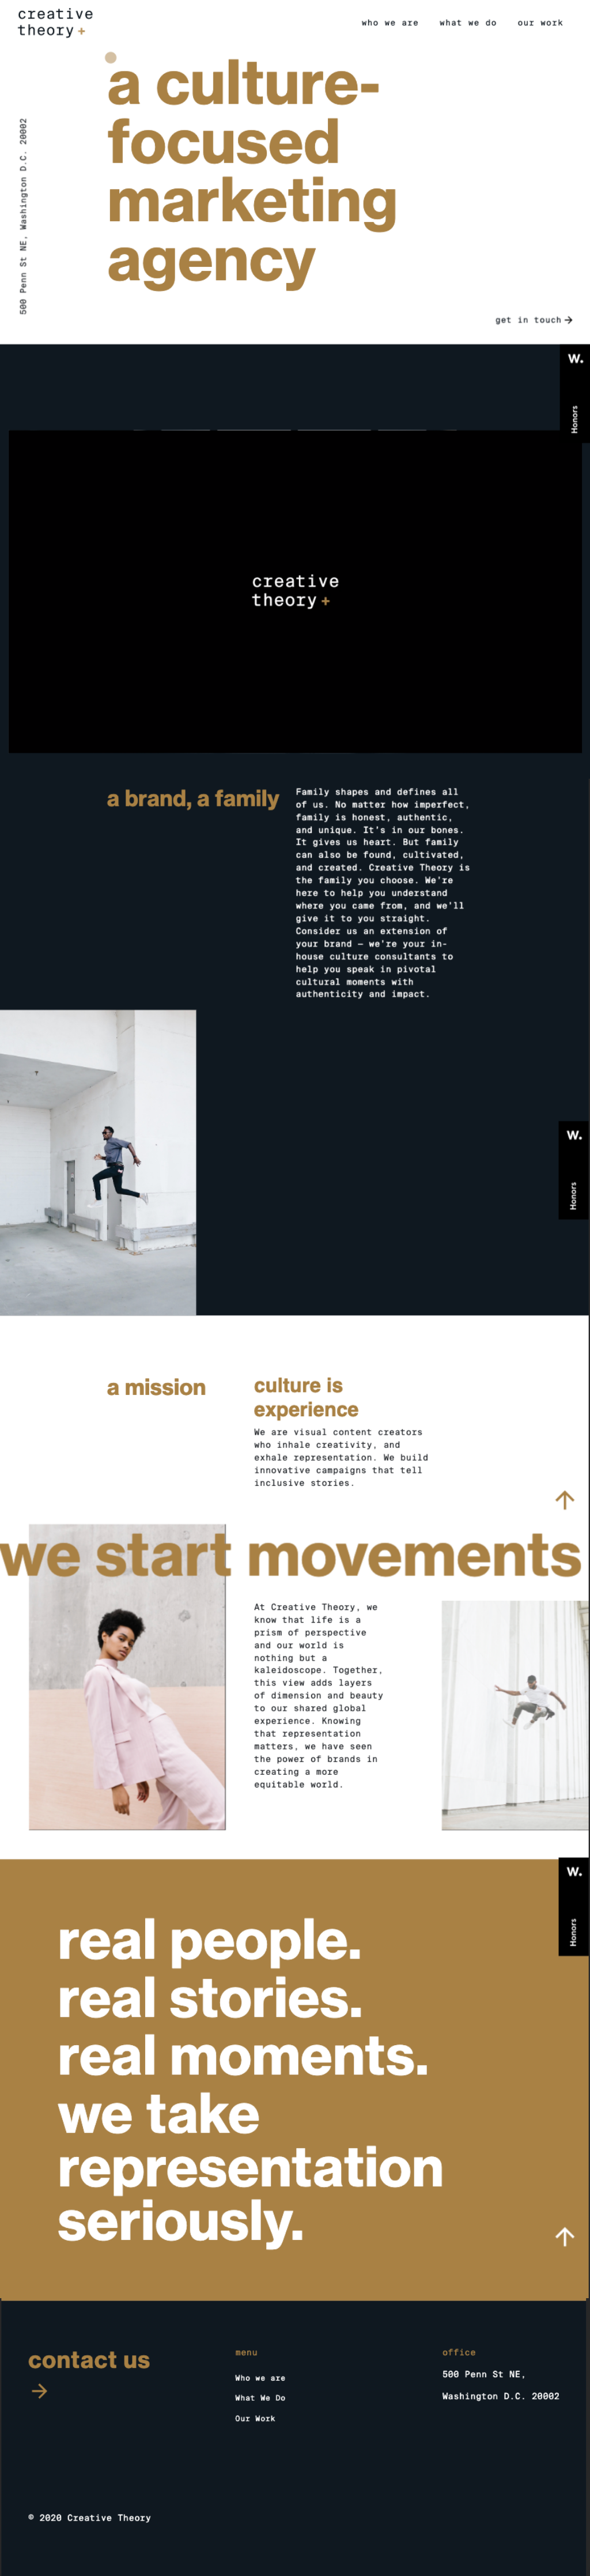 creative
theory +
who we are
what we do
our work
a culture-
focused
marketing
agency
500 Penn St NE, Washington D.C. 20002
get in touch →
W.
Honors
creative
theory +
a brand, a family
Family shapes and defines all
of us. No matter how imperfect,
family is honest, authentic,
and unique. It's in our bones.
It gives us heart. But family
can also be found, cultivated,
and created. Creative Theory is
the family you choose. We're
here to help you understand
where you came from, and we'll
give it to you straight.
Consider us an extension of
your brand — we're your in-
house culture consultants to
help you speak in pivotal
cultural moments with
authenticity and impact.
W.
Honors
a mission
culture is
experience
We are visual content creators
who inhale creativity, and
exhale representation. We build
innovative campaigns that tell
inclusive stories.
we start movements
At Creative Theory, we
know that life is a
prism of perspective
and our world is
nothing but a
kaleidoscope. Together,
this view adds layers
of dimension and beauty
to our shared global
experience. Knowing
that representation
matters, we have seen
the power of brands in
creating a more
equitable world.
W.
Honors
real people.
real stories.
real moments.
we take
representation
seriously.
contact us
→
menu
Who we are
What We Do
Our Work
office
500 Penn St NE,
Washington D.C. 20002
© 2020 Creative Theory